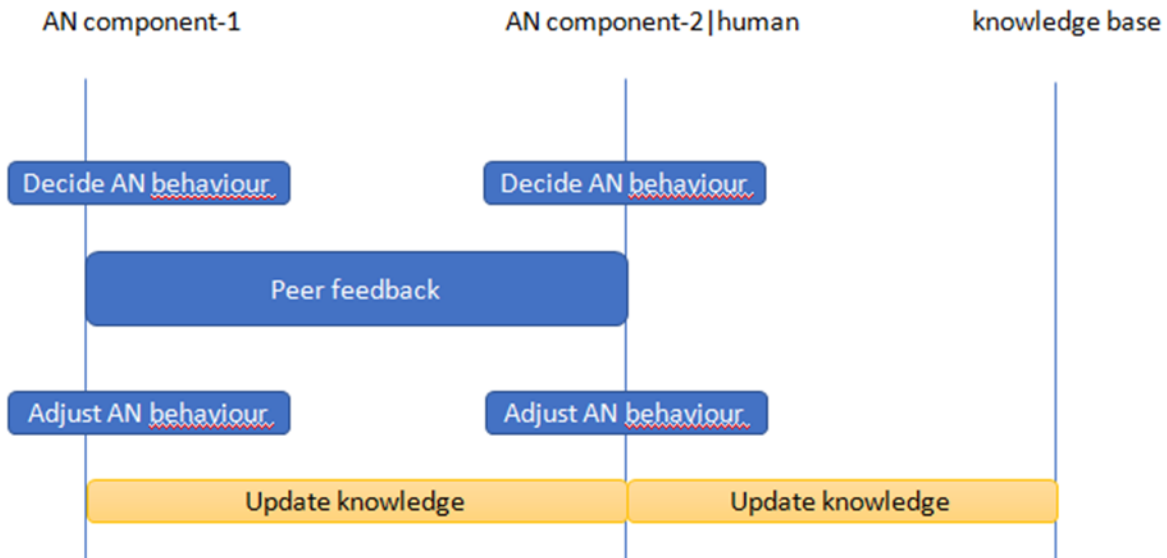 AN component-1
AN component-2|human
knowledge base
Decide AN behaviour
Decide AN behaviour
Peer feedback
Adjust AN behaviour
Adjust AN behaviour
Update knowledge
Update knowledge